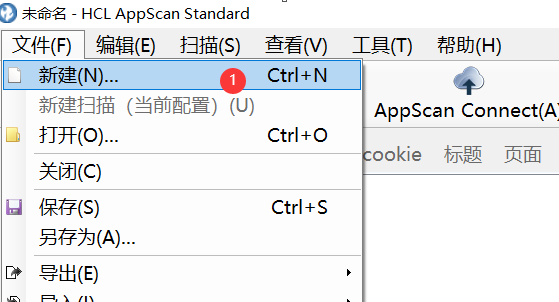 未命名 - HCL AppScan Standard
文件(F) 编辑(E) 扫描(S) 查看(V) 工具(T) 帮助(H)
新建(N)... 1 Ctrl+N
新建扫描（当前配置）(U)
AppScan Connect(A)
打开(O)... Ctrl+O
cookie 标题 页面
关闭(C)
保存(S) Ctrl+S
另存为(A)...
导出(E)
导入(I)